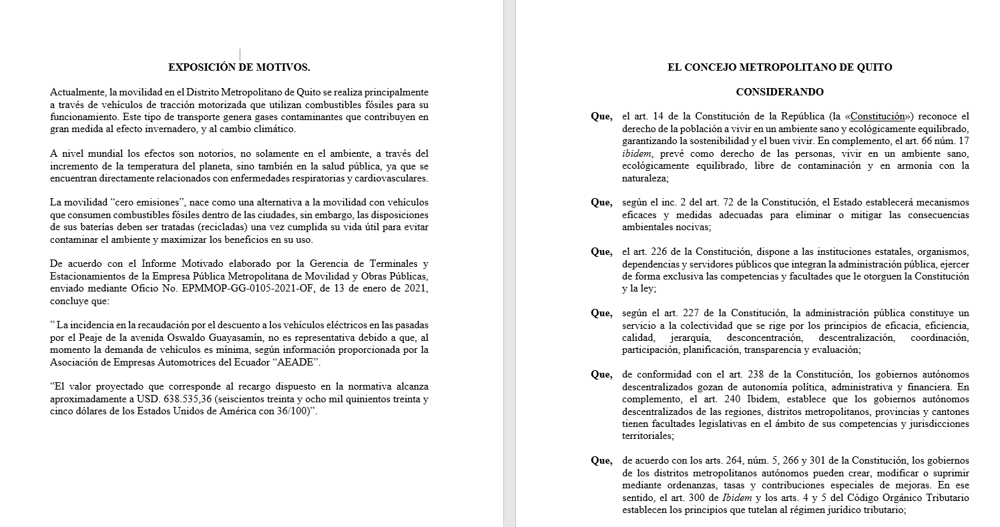 EXPOSICIÓN DE MOTIVOS.
Actualmente, la movilidad en el Distrito Metropolitano de Quito se realiza principalmente
a través de vehículos de tracción motorizada que utilizan combustibles fósiles para su
funcionamiento. Este tipo de transporte genera gases contaminantes que contribuyen en
gran medida al efecto invernadero, y al cambio climático.
A nivel mundial los efectos son notorios, no solamente en el ambiente, a través del
incremento de la temperatura del planeta, sino también en la salud pública, ya que se
encuentran directamente relacionados con enfermedades respiratorias y cardiovasculares.
La movilidad “cero emisiones”, nace como una alternativa a la movilidad con vehículos
que consumen combustibles fósiles dentro de las ciudades, sin embargo, las disposiciones
de sus baterías deben ser tratadas (recicladas) una vez cumplida su vida útil para evitar
contaminar el ambiente y maximizar los beneficios en su uso.
De acuerdo con el Informe Motivado elaborado por la Gerencia de Terminales y
Estacionamientos de la Empresa Pública Metropolitana de Movilidad y Obras Públicas,
enviado mediante Oficio No. EPMMOP-GG-0105-2021-OF, de 13 de enero de 2021,
concluye que:
” La incidencia en la recaudación por el descuento a los vehículos eléctricos en las pasadas
por el Peaje de la avenida Oswaldo Guayasamín, no es representativa debido a que, al
momento la demanda de vehículos es mínima, según información proporcionada por la
Asociación de Empresas Automotrices del Ecuador “AEADE”.
“El valor proyectado que corresponde al recargo dispuesto en la normativa alcanza
aproximadamente a USD. 638.535,36 (seiscientos treinta y ocho mil quinientos treinta y
cinco dólares de los Estados Unidos de América con 36/100)”.
EL CONCEJO METROPOLITANO DE QUITO
CONSIDERANDO
Que, el art. 14 de la Constitución de la República (la «Constitución») reconoce el
derecho de la población a vivir en un ambiente sano y ecológicamente equilibrado,
garantizando la sostenibilidad y el buen vivir. En complemento, el art. 66 núm. 17
ibidem, prevé como derecho de las personas, vivir en un ambiente sano,
ecológicamente equilibrado, libre de contaminación y en armonía con la
naturaleza;
Que, según el inc. 2 del art. 72 de la Constitución, el Estado establecerá mecanismos
eficaces y medidas adecuadas para eliminar o mitigar las consecuencias
ambientales nocivas;
Que, el art. 226 de la Constitución, dispone a las instituciones estatales, organismos,
dependencias y servidores públicos que integran la administración pública, ejercer
de forma exclusiva las competencias y facultades que le otorguen la Constitución
y la ley;
Que, según el art. 227 de la Constitución, la administración pública constituye un
servicio a la colectividad que se rige por los principios de eficacia, eficiencia,
calidad, jerarquía, desconcentración, descentralización, coordinación,
participación, planificación, transparencia y evaluación;
Que, de conformidad con el art. 238 de la Constitución, los gobiernos autónomos
descentralizados gozan de autonomía política, administrativa y financiera. En
complemento, el art. 240 Ibidem, establece que los gobiernos autónomos
descentralizados de las regiones, distritos metropolitanos, provincias y cantones
tienen facultades legislativas en el ámbito de sus competencias y jurisdicciones
territoriales;
Que, de acuerdo con los arts. 264, núm. 5, 266 y 301 de la Constitución, los gobiernos
de los distritos metropolitanos autónomos pueden crear, modificar o suprimir
mediante ordenanzas, tasas y contribuciones especiales de mejoras. En ese
sentido, el art. 300 de Ibidem y los arts. 4 y 5 del Código Orgánico Tributario
establecen los principios que tutelan al régimen jurídico tributario;